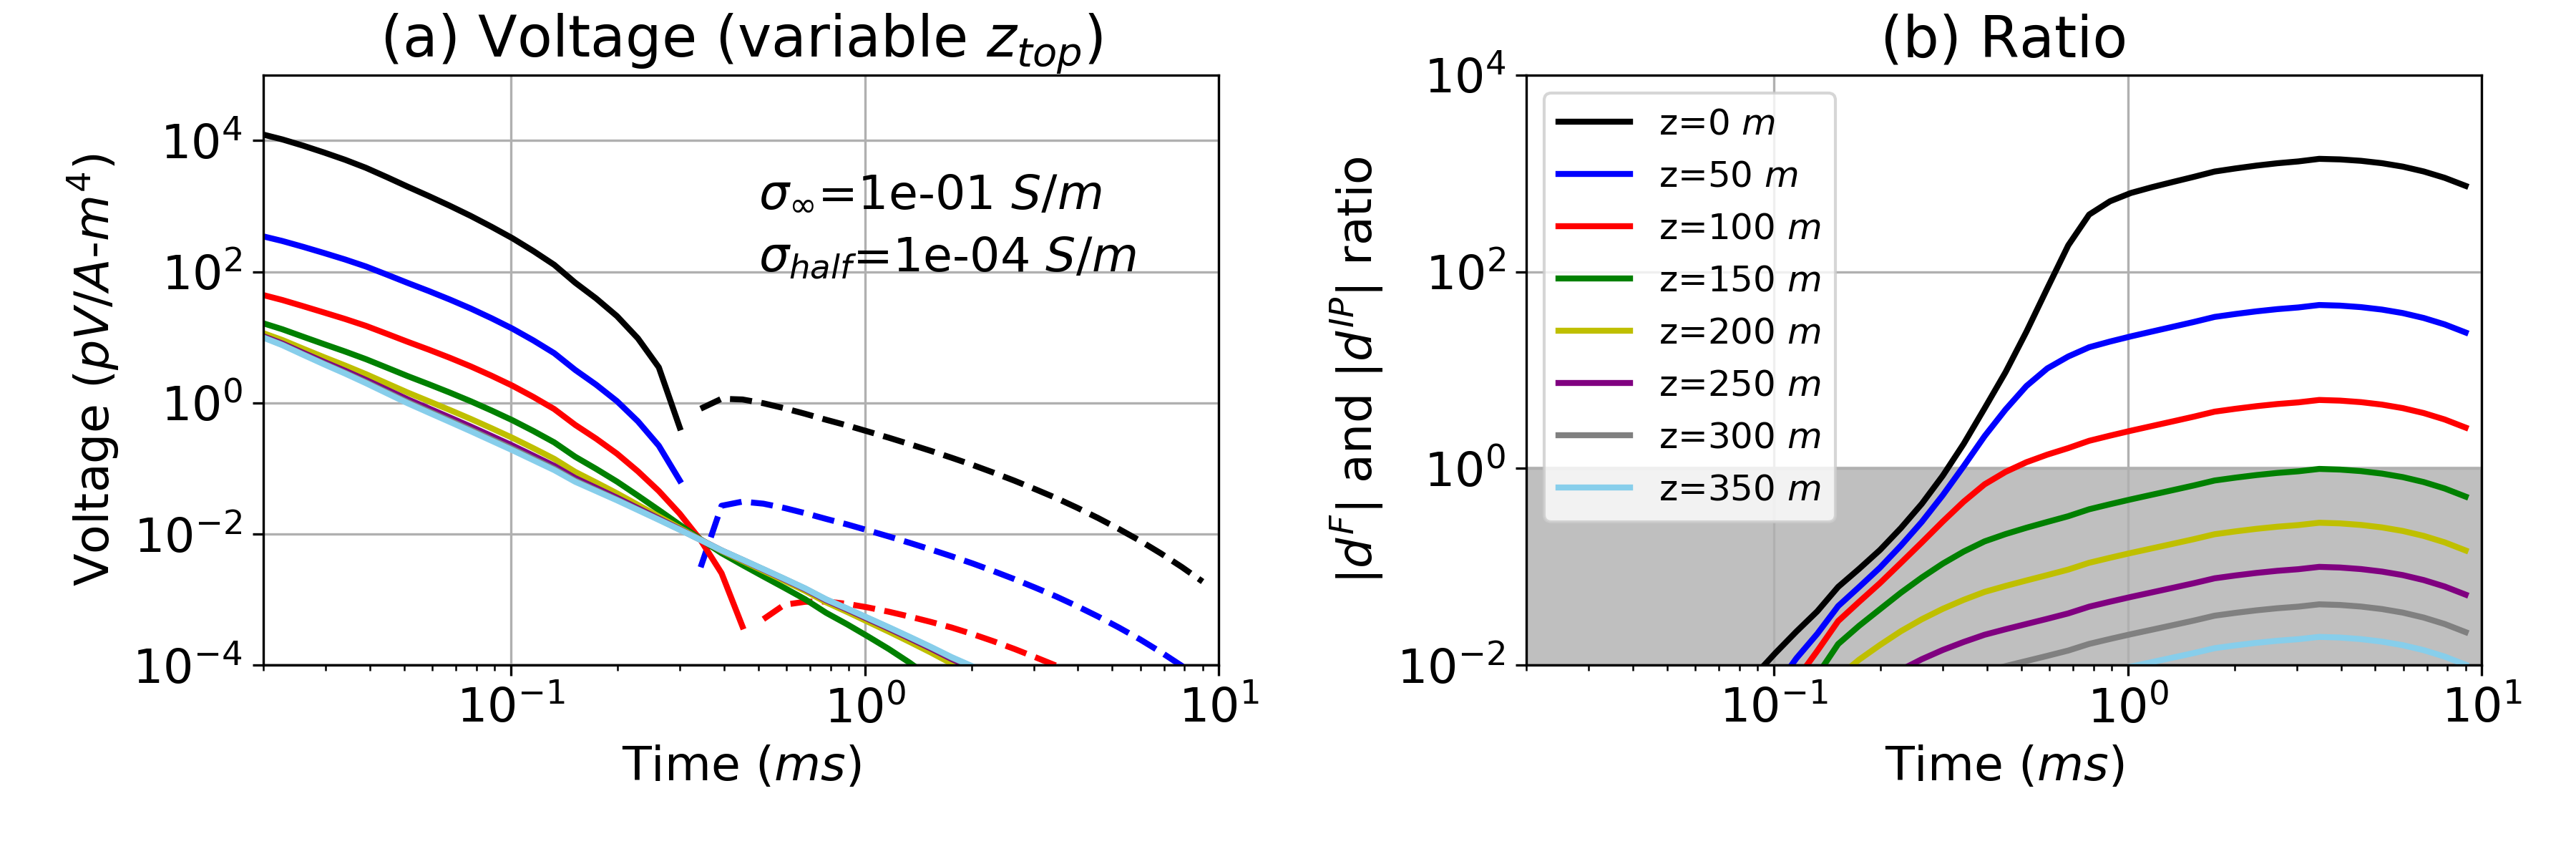 (a) Voltage (variable z_top)
Voltage (pV/A-m^4)
10^4
10^2
10^0
10^−2
10^−4
σ_∞=1e-01 S/m
σ_half=1e-04 S/m
10^−1
10^0
10^1
Time (ms)
(b) Ratio
|d^F| and |d^IP| ratio
10^4
10^2
10^0
10^−2
z=0 m
z=50 m
z=100 m
z=150 m
z=200 m
z=250 m
z=300 m
z=350 m
10^−1
10^0
10^1
Time (ms)